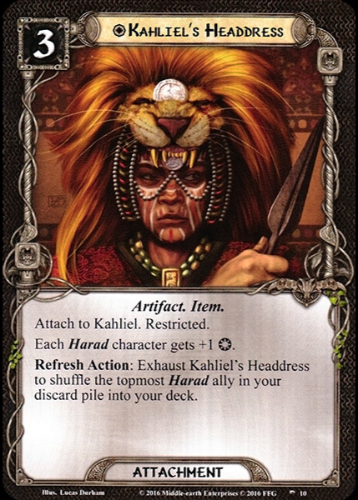 3
Kahliel's Headdress
Artifact. Item.
Attach to Kahliel. Restricted.
Each Harad character gets +1 .
Refresh Action: Exhaust Kahliel's Headdress
to shuffle the topmost Harad ally in your
discard pile into your deck.
Attachment
Illus. Lucas Durham
© 2016 Middle-earth Enterprises © 2016 FFG
10